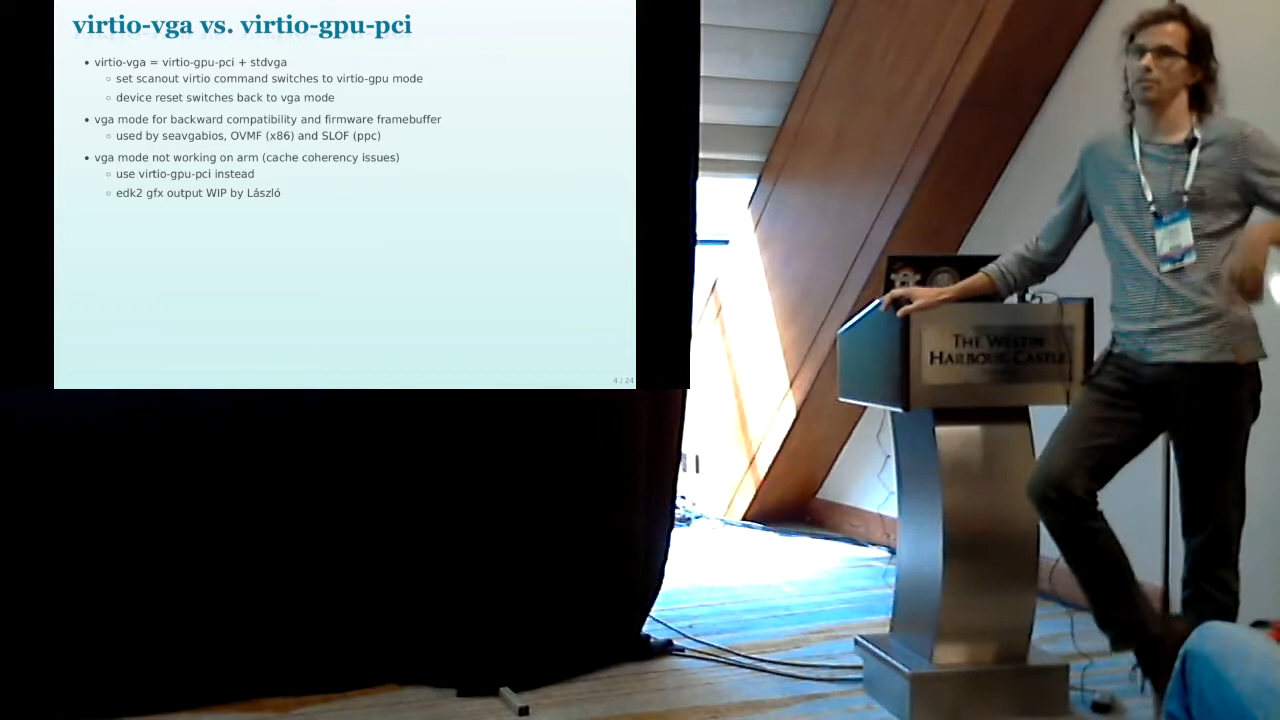 virtio-vga vs. virtio-gpu-pci
• virtio-vga = virtio-gpu-pci + stdvga
◦ set scanout virtio command switches to virtio-gpu mode
◦ device reset switches back to vga mode
• vga mode for backward compatibility and firmware framebuffer
◦ used by seavgabios, OVMF (x86) and SLOF (ppc)
• vga mode not working on arm (cache coherency issues)
◦ use virtio-gpu-pci instead
◦ edk2 gfx output WIP by László
4 / 24
THE WESTIN
HARBOUR CASTLE